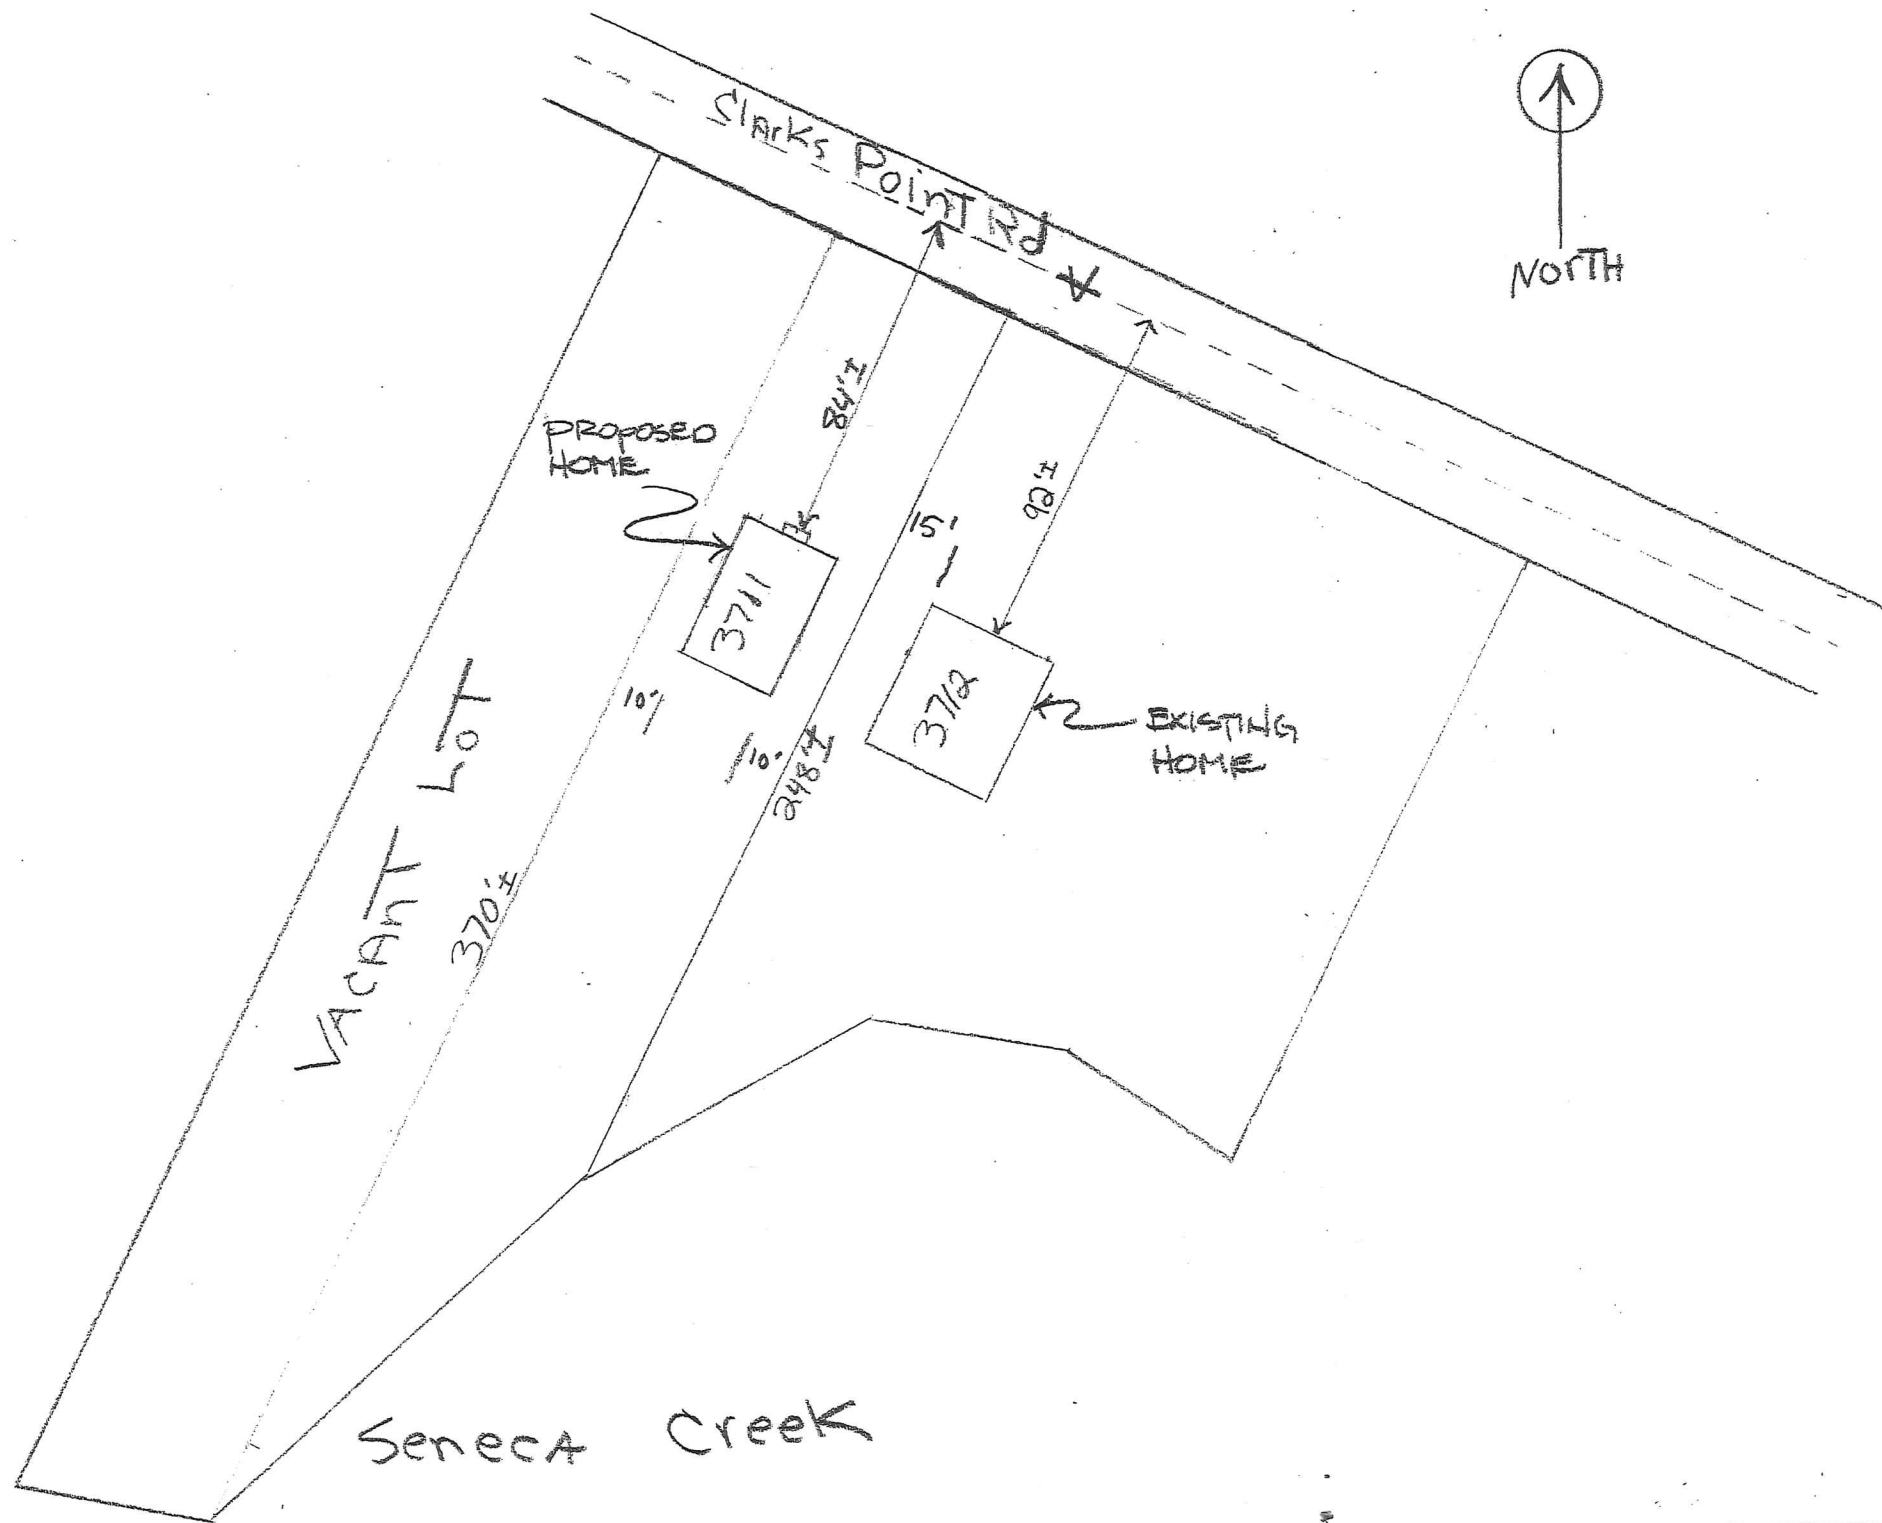 Slarks Point Rd
NORTH
84'±
PROPOSED
HOME
92'±
15'
3711
3712
10'
10'
248'±
EXISTING
HOME
VACANT LOT
370'±
Seneca Creek